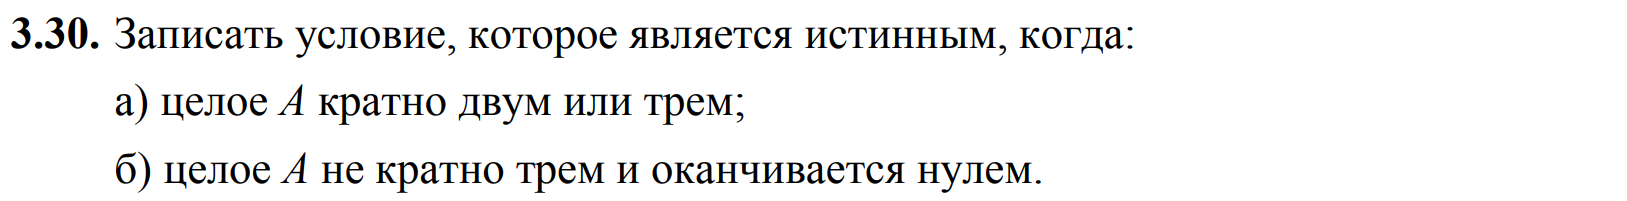 3.30. Записать условие, которое является истинным, когда:
а) целое A кратно двум или трем;
б) целое A не кратно трем и оканчивается нулем.